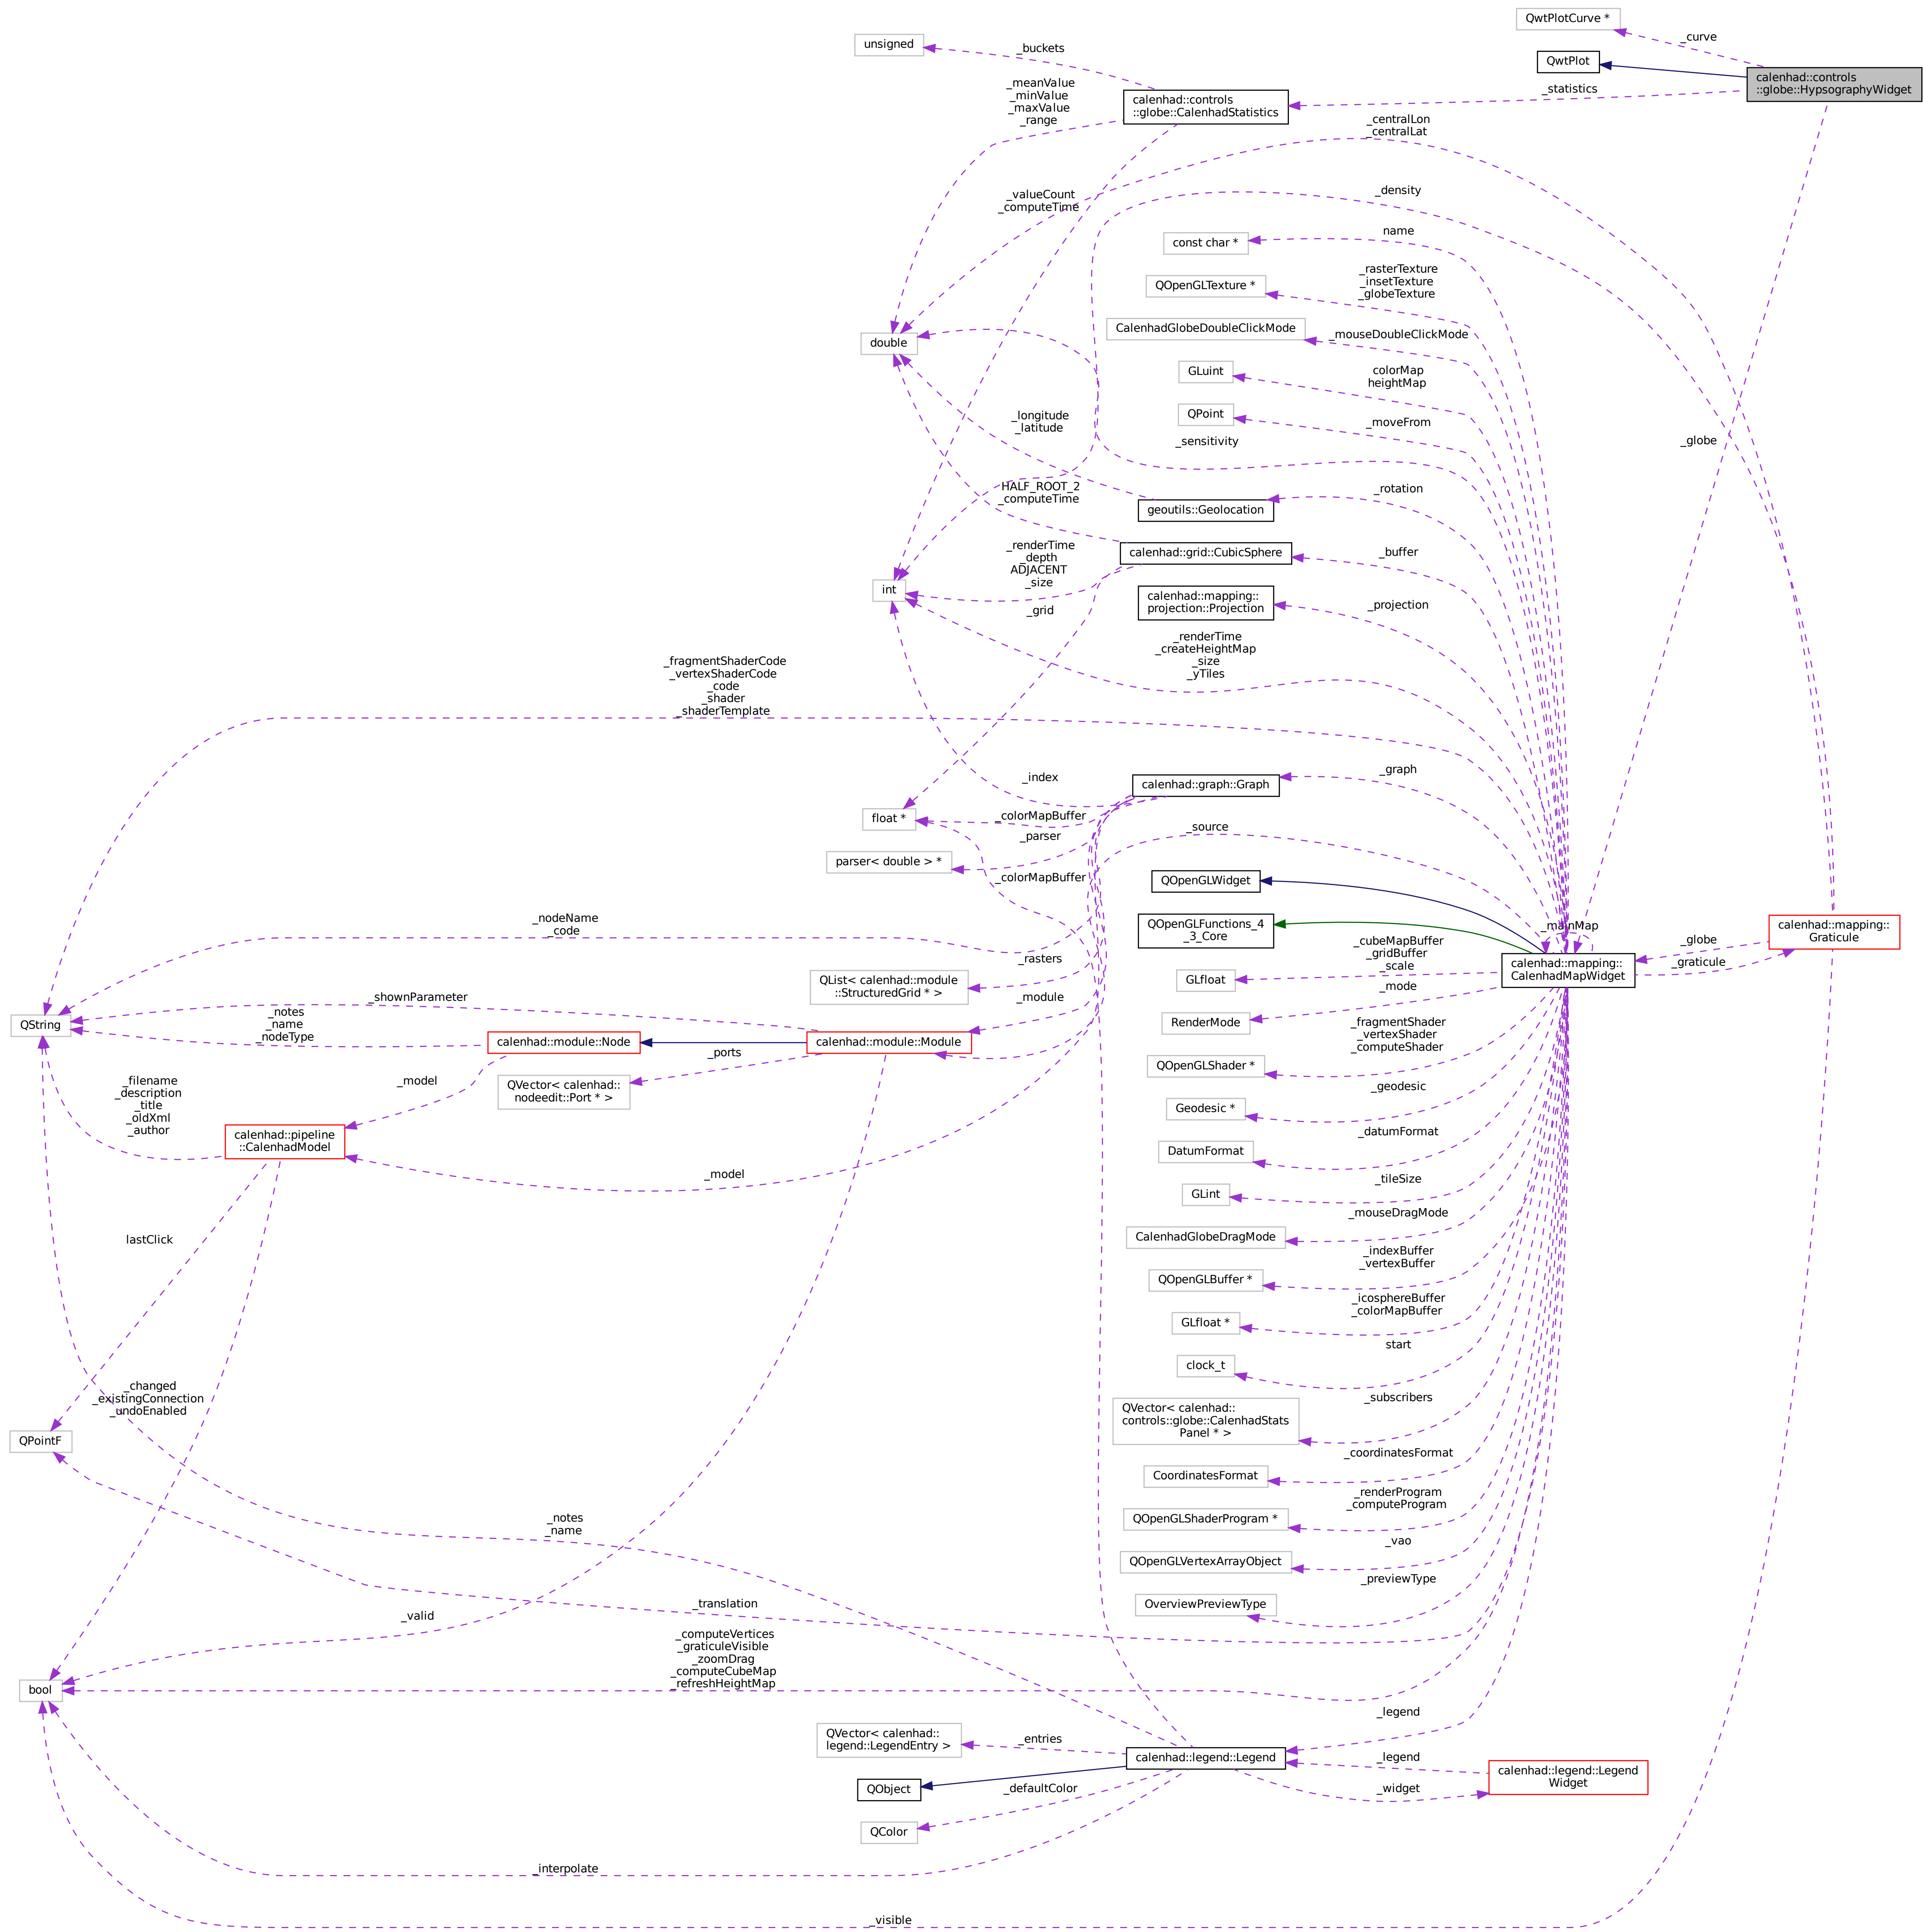 QwtPlotCurve *
_curve
unsigned
_buckets
QwtPlot
calenhad::controls
::globe::HypsographyWidget
_statistics
_meanValue
_minValue
_maxValue
_range
calenhad::controls
::globe::CalenhadStatistics
_centralLon
_centralLat
_valueCount
_computeTime
_density
name
const char *
_rasterTexture
_insetTexture
_globeTexture
QOpenGLTexture *
CalenhadGlobeDoubleClickMode
_mouseDoubleClickMode
double
GLuint
colorMap
heightMap
QPoint
_moveFrom
_longitude
_latitude
_sensitivity
_globe
HALF_ROOT_2
_computeTime
_rotation
geoutils::Geolocation
_renderTime
_depth
ADJACENT
_size
calenhad::grid::CubicSphere
_buffer
int
_grid
calenhad::mapping::
projection::Projection
_projection
_renderTime
_createHeightMap
_size
_yTiles
_fragmentShaderCode
_vertexShaderCode
_code
_shader
_shaderTemplate
_index
calenhad::graph::Graph
_graph
float *
_colorMapBuffer
_parser
_source
parser< double > *
_colorMapBuffer
QOpenGLWidget
_nodeName
_code
QOpenGLFunctions_4
_3_Core
_mainMap
calenhad::mapping::
Graticule
_rasters
_cubeMapBuffer
_gridBuffer
_scale
_globe
_graticule
calenhad::mapping::
CalenhadMapWidget
QList< calenhad::module
::StructuredGrid * >
GLfloat
_mode
_shownParameter
_module
RenderMode
QString
_notes
_name
_nodeType
calenhad::module::Node
calenhad::module::Module
_fragmentShader
_vertexShader
_computeShader
_ports
QOpenGLShader *
_model
QVector< calenhad::
nodeedit::Port * >
_geodesic
Geodesic *
_filename
_description
_title
_oldXml
_author
calenhad::pipeline
::CalenhadModel
_datumFormat
DatumFormat
_model
_tileSize
GLint
_mouseDragMode
CalenhadGlobeDragMode
lastClick
_indexBuffer
_vertexBuffer
QOpenGLBuffer *
_icosphereBuffer
_colorMapBuffer
GLfloat *
start
clock_t
_changed
_existingConnection
_undoEnabled
_subscribers
QVector< calenhad::
controls::globe::CalenhadStats
Panel * >
QPointF
_coordinatesFormat
CoordinatesFormat
_renderProgram
_computeProgram
QOpenGLShaderProgram *
_notes
_name
_vao
QOpenGLVertexArrayObject
_previewType
OverviewPreviewType
_translation
_valid
_computeVertices
_graticuleVisible
_zoomDrag
_computeCubeMap
_refreshHeightMap
bool
_legend
QVector< calenhad::
legend::LegendEntry >
_entries
calenhad::legend::Legend
_legend
calenhad::legend::Legend
Widget
QObject
_defaultColor
_widget
QColor
_interpolate
_visible